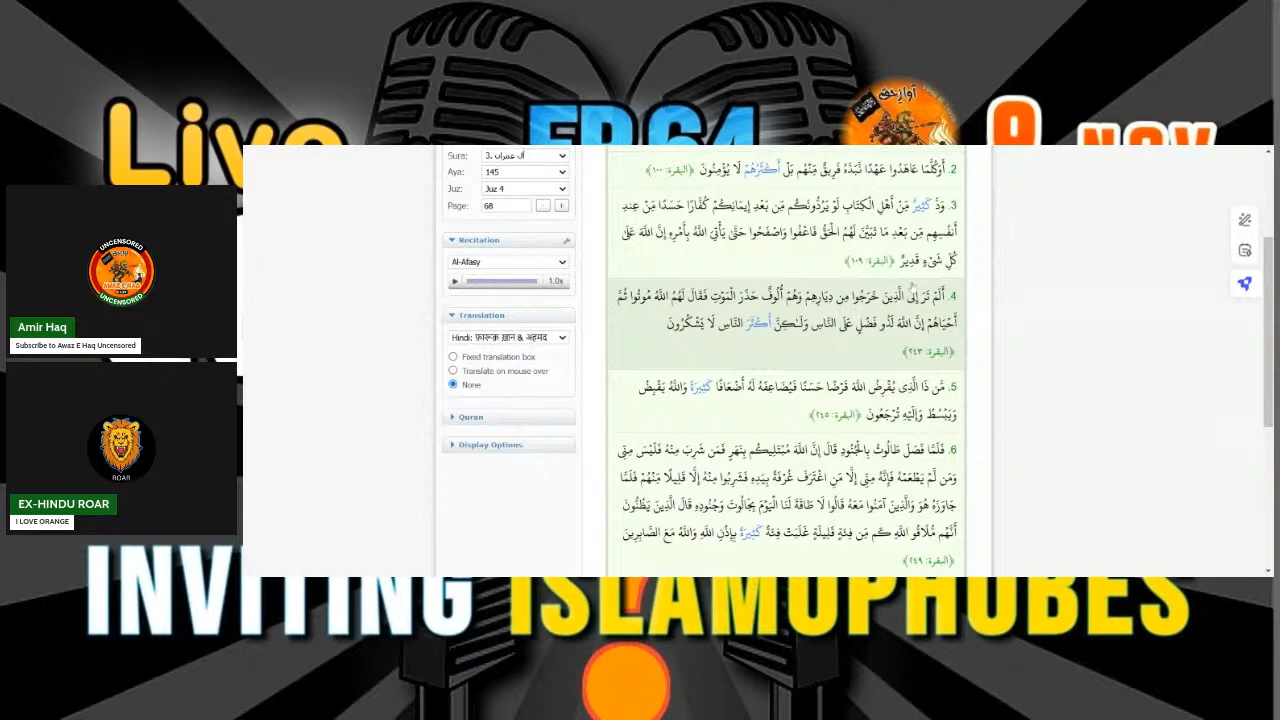 Live EP64 9 NOV
آوازِ حق
UNCENSORED
AWAZ E HAQ
UNCENSORED
Amir Haq
Subscribe to Awaz E Haq Uncensored
ROAR
EX-HINDU ROAR
I LOVE ORANGE
Sura: 3. آل عمران
Aya: 145
Juz: Juz 4
Page: 68 - +
Recitation
Al-Afasy
1.0x
Translation
Hindi: फ़ारूक़ ख़ान & अहमद
Fixed translation box
Translate on mouse over
None
Quran
Display Options
2. أَوَكُلَّمَا عَاهَدُوا عَهْدًا نَّبَذَهُ فَرِيقٌ مِّنْهُم بَلْ أَكْثَرُهُمْ لَا يُؤْمِنُونَ ﴿البقرة: ١٠٠﴾
3. وَدَّ كَثِيرٌ مِّنْ أَهْلِ الْكِتَابِ لَوْ يَرُدُّونَكُم مِّن بَعْدِ إِيمَانِكُمْ كُفَّارًا حَسَدًا مِّنْ عِندِ
أَنفُسِهِم مِّن بَعْدِ مَا تَبَيَّنَ لَهُمُ الْحَقُّ فَاعْفُوا وَاصْفَحُوا حَتَّىٰ يَأْتِيَ اللَّهُ بِأَمْرِهِ إِنَّ اللَّهَ عَلَىٰ
كُلِّ شَيْءٍ قَدِيرٌ ﴿البقرة: ١٠٩﴾
4. أَلَمْ تَرَ إِلَى الَّذِينَ خَرَجُوا مِن دِيَارِهِمْ وَهُمْ أُلُوفٌ حَذَرَ الْمَوْتِ فَقَالَ لَهُمُ اللَّهُ مُوتُوا ثُمَّ
أَحْيَاهُمْ إِنَّ اللَّهَ لَذُو فَضْلٍ عَلَى النَّاسِ وَلَـٰكِنَّ أَكْثَرَ النَّاسِ لَا يَشْكُرُونَ
﴿البقرة: ٢٤٣﴾
5. مَّن ذَا الَّذِي يُقْرِضُ اللَّهَ قَرْضًا حَسَنًا فَيُضَاعِفَهُ لَهُ أَضْعَافًا كَثِيرَةً وَاللَّهُ يَقْبِضُ
وَيَبْسُطُ وَإِلَيْهِ تُرْجَعُونَ ﴿البقرة: ٢٤٥﴾
6. فَلَمَّا فَصَلَ طَالُوتُ بِالْجُنُودِ قَالَ إِنَّ اللَّهَ مُبْتَلِيكُم بِنَهَرٍ فَمَن شَرِبَ مِنْهُ فَلَيْسَ مِنِّي
وَمَن لَّمْ يَطْعَمْهُ فَإِنَّهُ مِنِّي إِلَّا مَنِ اغْتَرَفَ غُرْفَةً بِيَدِهِ فَشَرِبُوا مِنْهُ إِلَّا قَلِيلًا مِّنْهُمْ فَلَمَّا
جَاوَزَهُ هُوَ وَالَّذِينَ آمَنُوا مَعَهُ قَالُوا لَا طَاقَةَ لَنَا الْيَوْمَ بِجَالُوتَ وَجُنُودِهِ قَالَ الَّذِينَ يَظُنُّونَ
أَنَّهُم مُّلَاقُو اللَّهِ كَم مِّن فِئَةٍ قَلِيلَةٍ غَلَبَتْ فِئَةً كَثِيرَةً بِإِذْنِ اللَّهِ وَاللَّهُ مَعَ الصَّابِرِينَ
﴿البقرة: ٢٤٩﴾
INVITING ISLAMOPHOBES